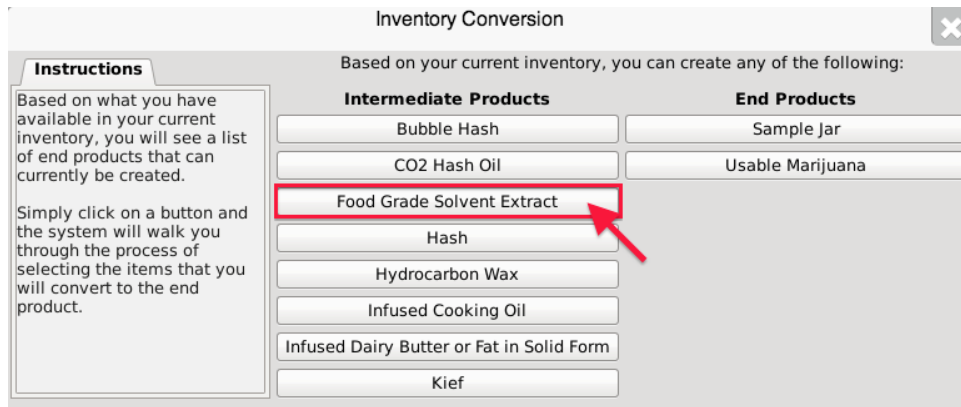 Inventory Conversion
Instructions
Based on what you have
available in your current
inventory, you will see a list
of end products that can
currently be created.
Simply click on a button and
the system will walk you
through the process of
selecting the items that you
will convert to the end
product.
Based on your current inventory, you can create any of the following:
Intermediate Products
Bubble Hash
CO2 Hash Oil
Food Grade Solvent Extract
Hash
Hydrocarbon Wax
Infused Cooking Oil
Infused Dairy Butter or Fat in Solid Form
Kief
End Products
Sample Jar
Usable Marijuana